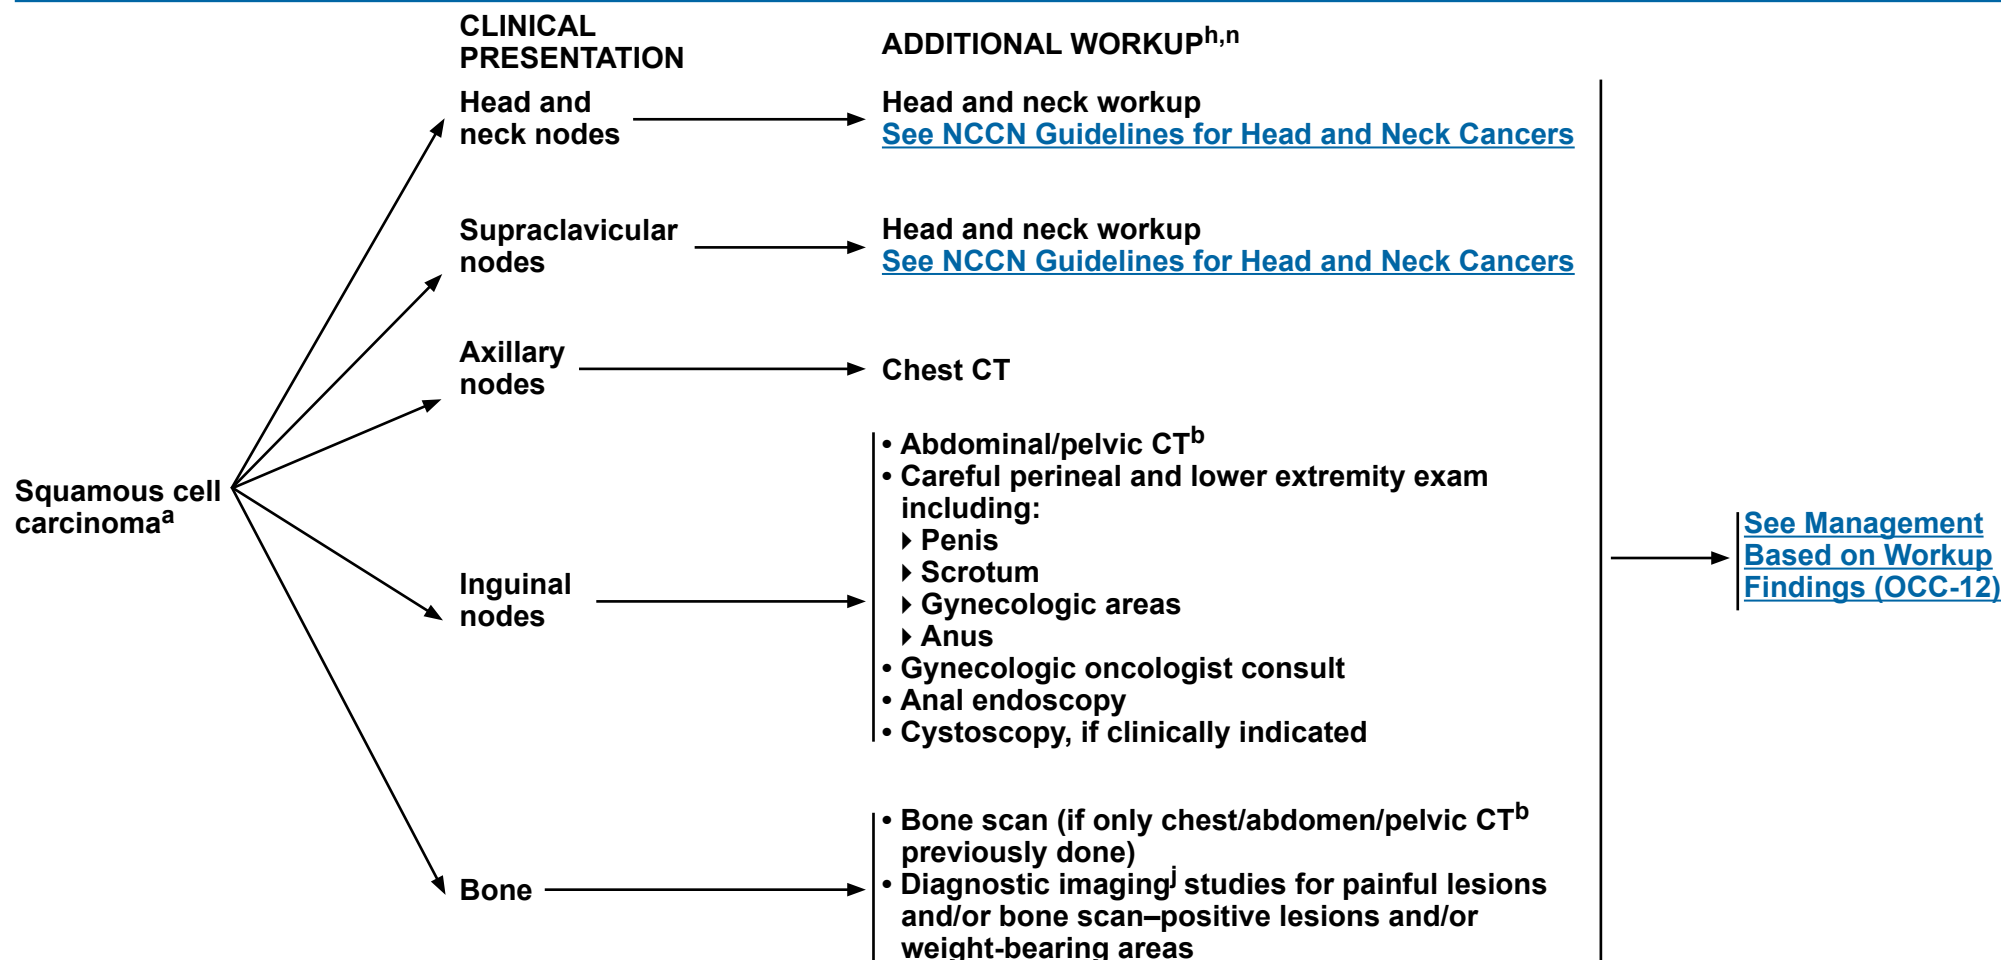 CLINICAL
PRESENTATION
ADDITIONAL WORKUPh,n
Head and
neck nodes
Head and neck workup
See NCCN Guidelines for Head and Neck Cancers
Supraclavicular
nodes
Head and neck workup
See NCCN Guidelines for Head and Neck Cancers
Axillary
nodes
Chest CT
Squamous cell
carcinomaa
Inguinal
nodes
• Abdominal/pelvic CTb
• Careful perineal and lower extremity exam
including:
Penis
Scrotum
Gynecologic areas
Anus
• Gynecologic oncologist consult
• Anal endoscopy
• Cystoscopy, if clinically indicated
Bone
• Bone scan (if only chest/abdomen/pelvic CTb
previously done)
• Diagnostic imagingj studies for painful lesions
and/or bone scan–positive lesions and/or
weight-bearing areas
See Management
Based on Workup
Findings (OCC-12)